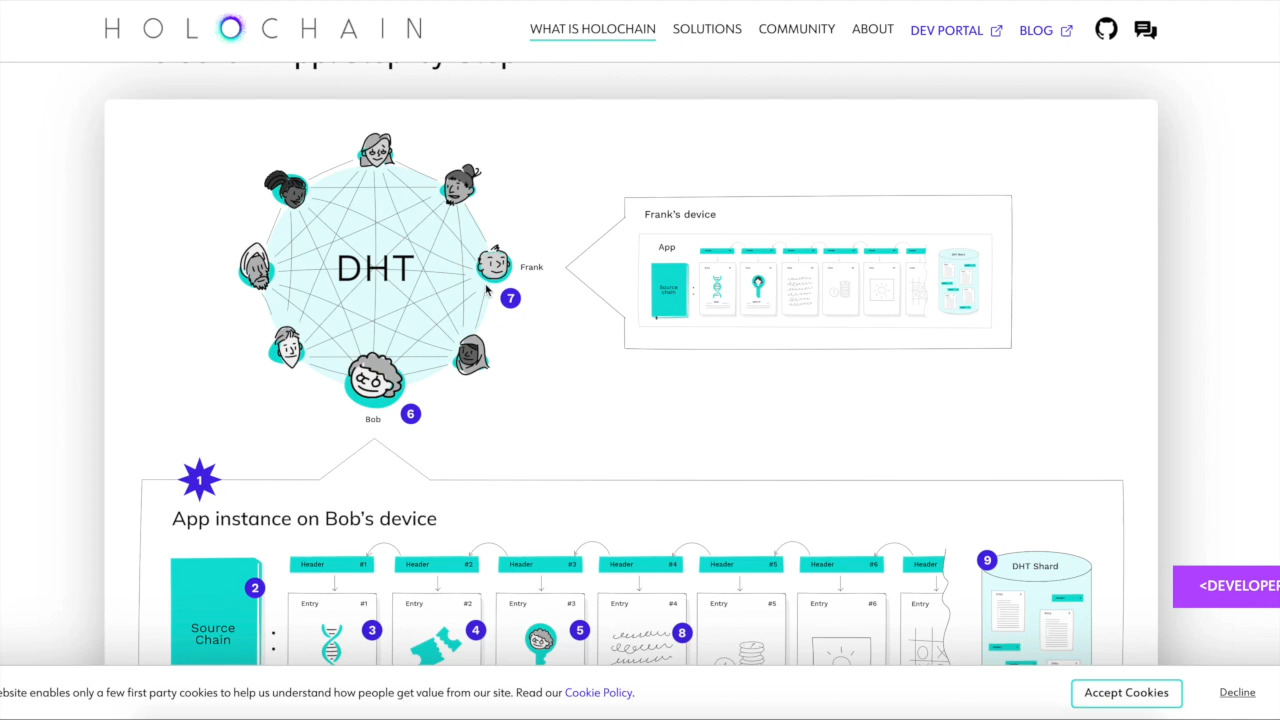 HOLOCHAIN
WHAT IS HOLOCHAIN SOLUTIONS COMMUNITY ABOUT DEV PORTAL BLOG
DHT
Frank
7
Bob
6
Frank's device
App
Source chain
1
App instance on Bob's device
2
Source
Chain
Header #1 Header #2 Header #3 Header #4 Header #5 Header #6 Header
Entry #1 Entry #2 Entry #3 Entry #4 Entry #5 Entry #6 Entry
3 4 5 8
9
DHT Shard
<DEVELOPER
ebsite enables only a few first party cookies to help us understand how people get value from our site. Read our Cookie Policy.
Accept Cookies
Decline